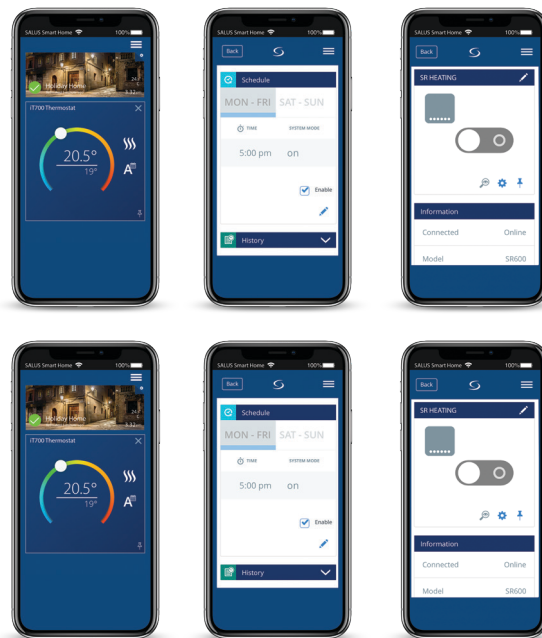 SALUS Smart Home 100%
Holiday Home
iT700 Thermostat
20.5°
19°
A
SALUS Smart Home 100%
Back
Schedule
MON - FRI SAT - SUN
TIME SYSTEM MODE
5:00 pm on
Enable
History
SALUS Smart Home 100%
Back
SR HEATING
Information
Connected Online
Model SR600
SALUS Smart Home 100%
Holiday Home
iT700 Thermostat
20.5°
19°
A
SALUS Smart Home 100%
Back
Schedule
MON - FRI SAT - SUN
TIME SYSTEM MODE
5:00 pm on
Enable
History
SALUS Smart Home 100%
Back
SR HEATING
Information
Connected Online
Model SR600